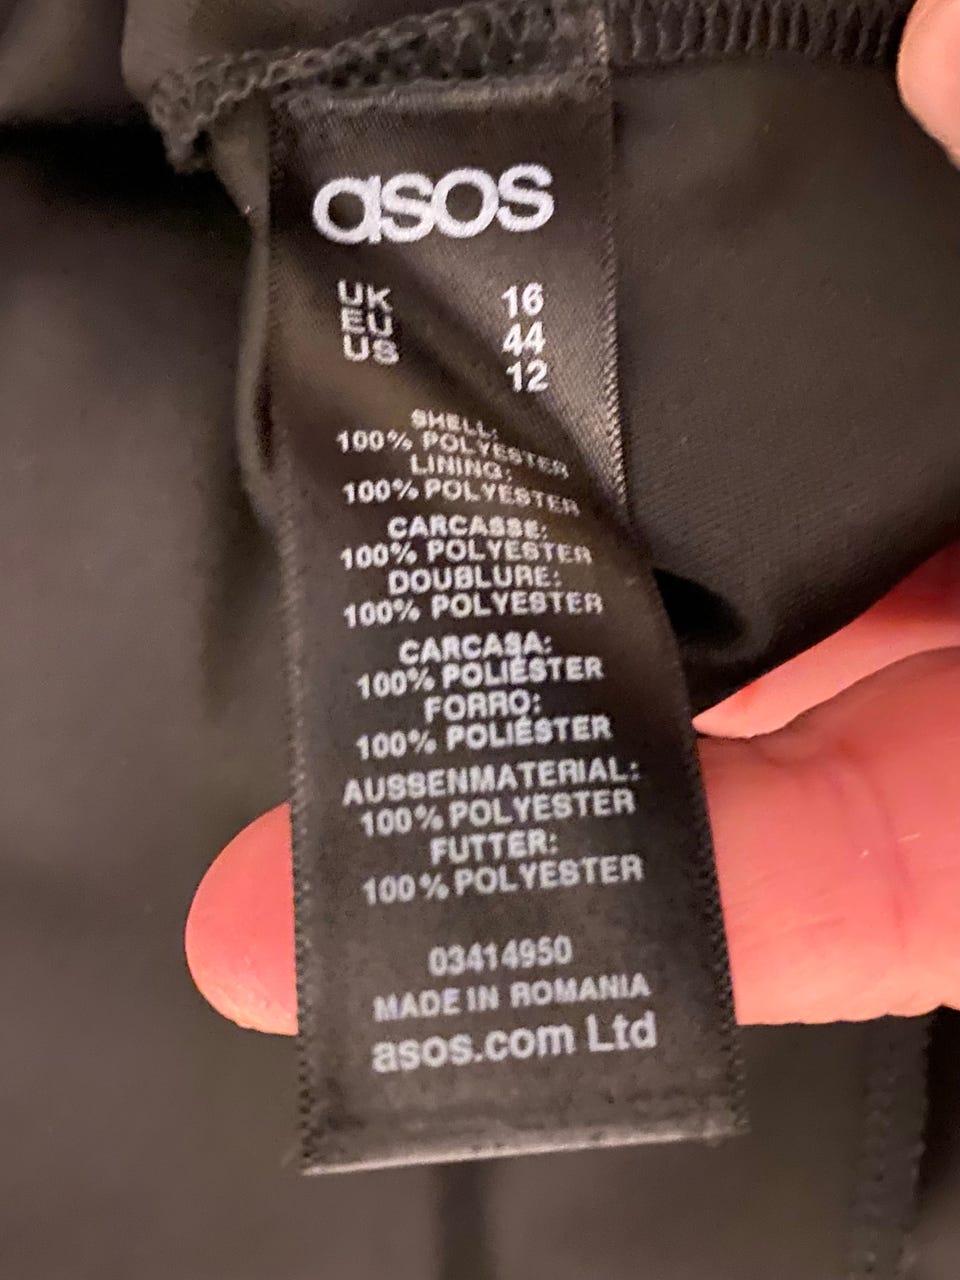 asos
UK 16
EU 44
US 12
SHELL:
100% POLYESTER
LINING:
100% POLYESTER
CARCASSE:
100% POLYESTER
DOUBLURE:
100% POLYESTER
CARCASA:
100% POLIÉSTER
FORRO:
100% POLIÉSTER
AUSSENMATERIAL:
100% POLYESTER
FUTTER:
100% POLYESTER
03414950
MADE IN ROMANIA
asos.com Ltd